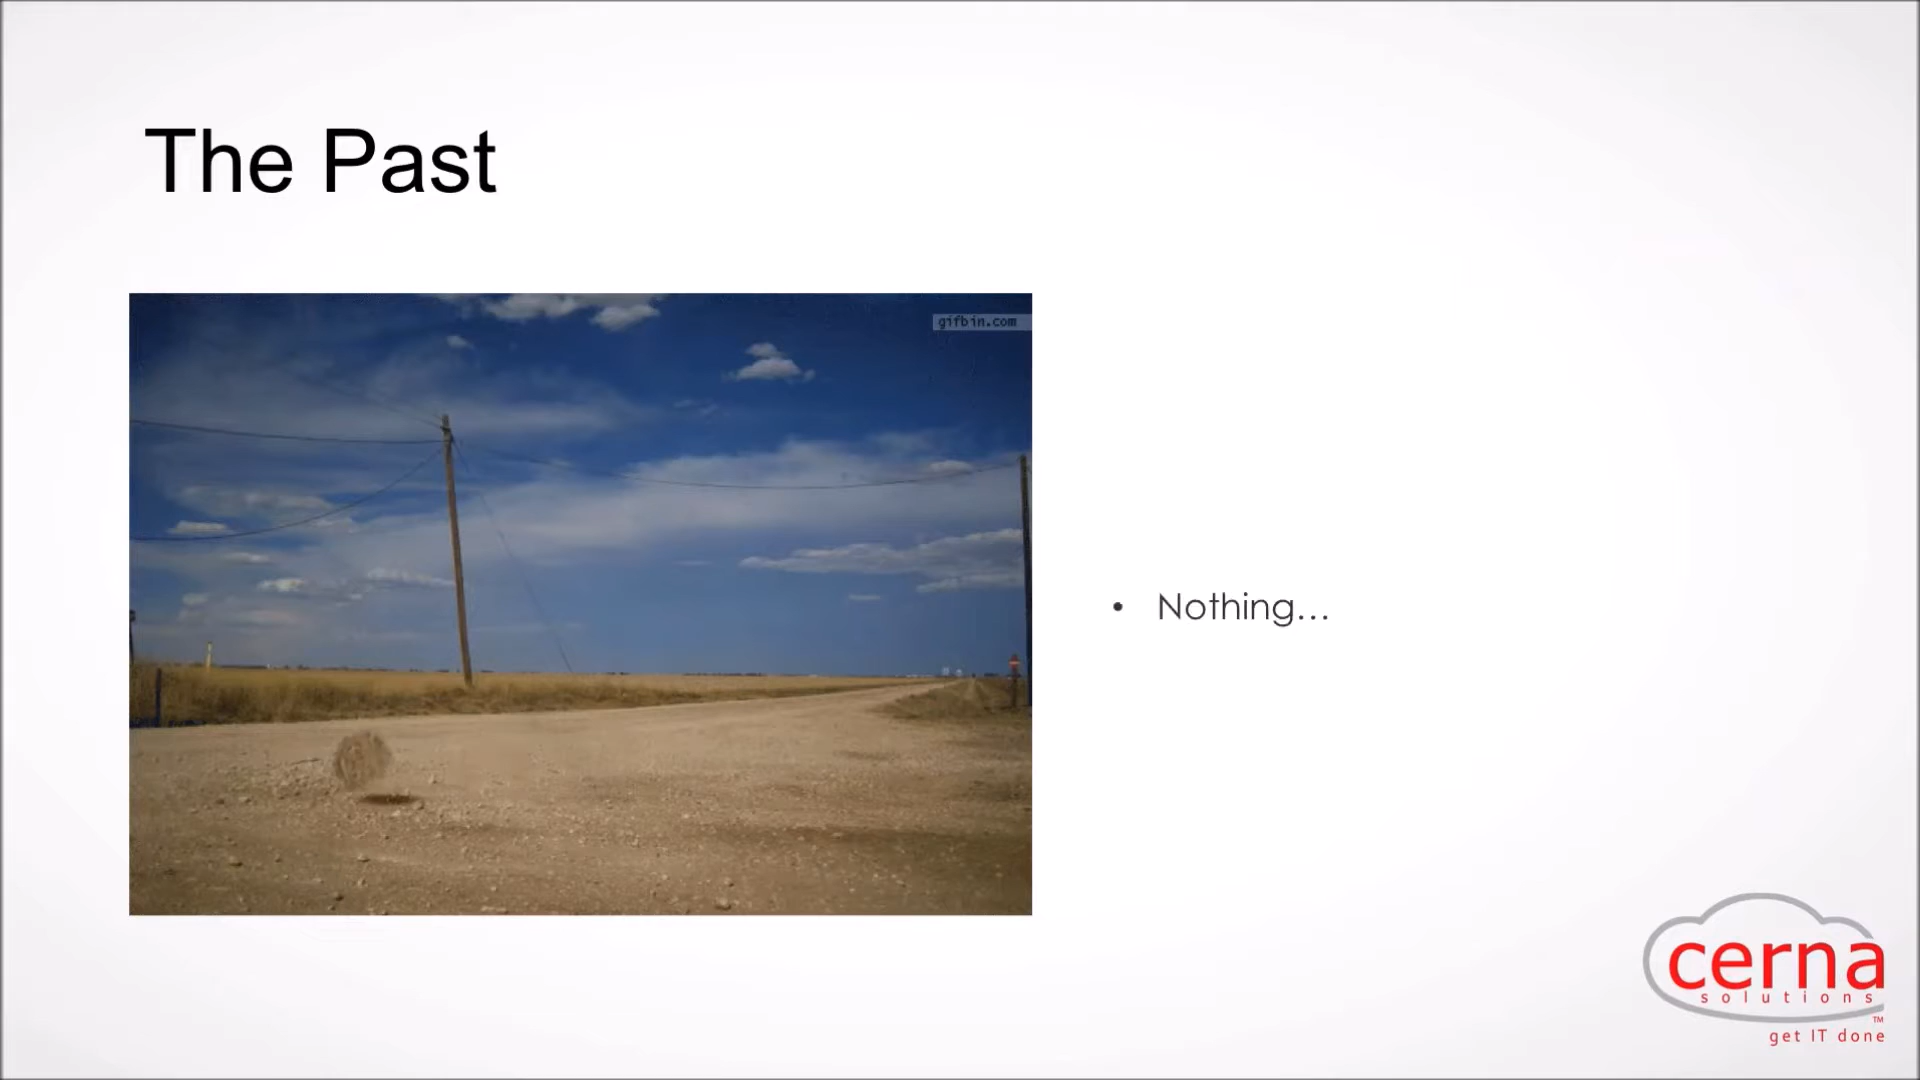 The Past
gifbin.com
• Nothing...
cerna
solutions
™
get IT done